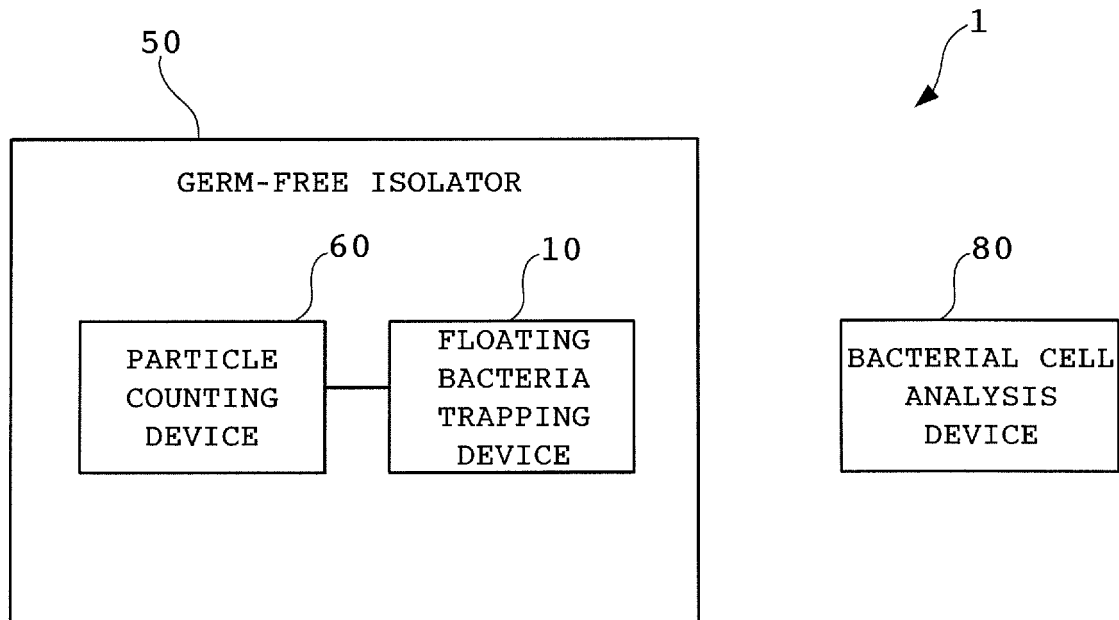 1
50
GERM-FREE ISOLATOR
60
10
80
PARTICLE
COUNTING
DEVICE
FLOATING
BACTERIA
TRAPPING
DEVICE
BACTERIAL CELL
ANALYSIS
DEVICE